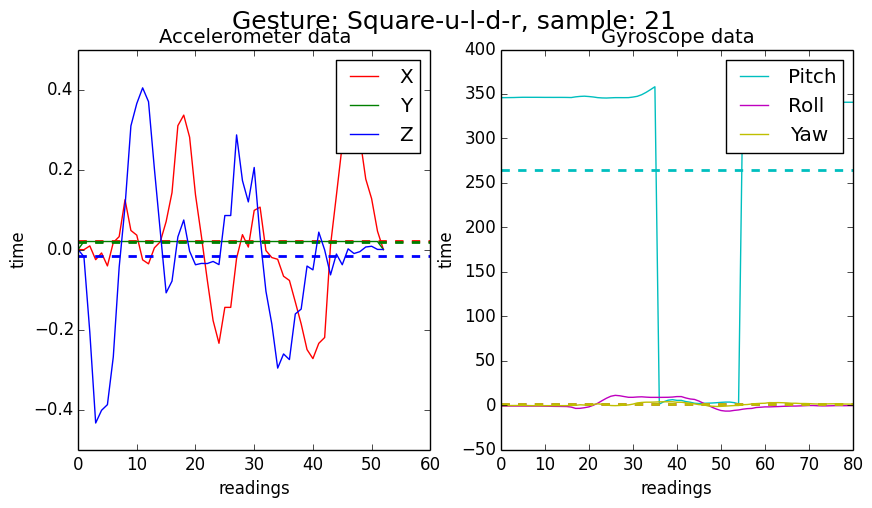 Gesture: Square-u-l-d-r, sample: 21
Accelerometer data
0.4
0.2
0.0
−0.2
−0.4
time
0
10
20
30
40
50
60
readings
X
Y
Z
Gyroscope data
400
350
300
250
200
150
100
50
0
−50
time
0
10
20
30
40
50
60
70
80
readings
Pitch
Roll
Yaw